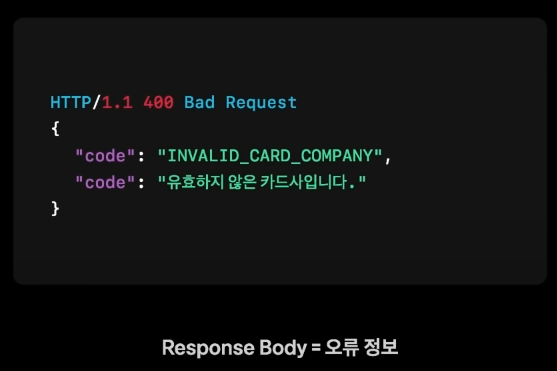 HTTP/1.1 400 Bad Request
{
"code": "INVALID_CARD_COMPANY",
"code": "유효하지 않은 카드사입니다."
}
Response Body = 오류 정보